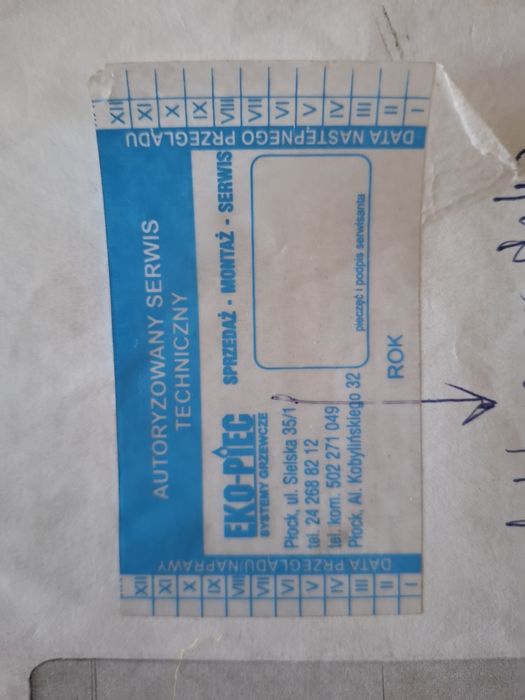 AUTORYZOWANY SERWIS
TECHNICZNY
EKO-PIEC
SYSTEMY GRZEWCZE
SPRZEDAŻ - MONTAŻ - SERWIS
Płock, ul. Sielska 35/1
tel. 24 268 82 12
tel. kom. 502 271 049
Płock, Al. Kobylińskiego 32
pieczęć i podpis serwisanta
ROK
DATA PRZEGLĄDU/NAPRAWY
I II III IV V VI VII VIII IX X XI XII
DATA NASTĘPNEGO PRZEGLĄDU
I II III IV V VI VII VIII IX X XI XII